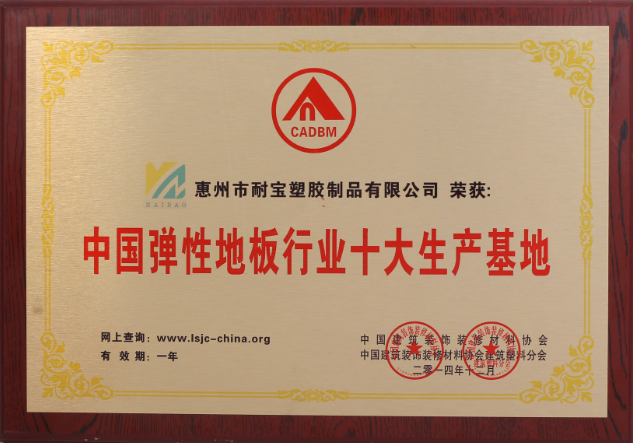 CADBM
NAIBAO
惠州市耐宝塑胶制品有限公司 荣获:
中国弹性地板行业十大生产基地
网上查询: www.lsjc-china.org
有 效 期: 一年
中国建筑装饰装修材料协会
中国建筑装饰装修材料协会建筑塑料分会
二零一四年十二月